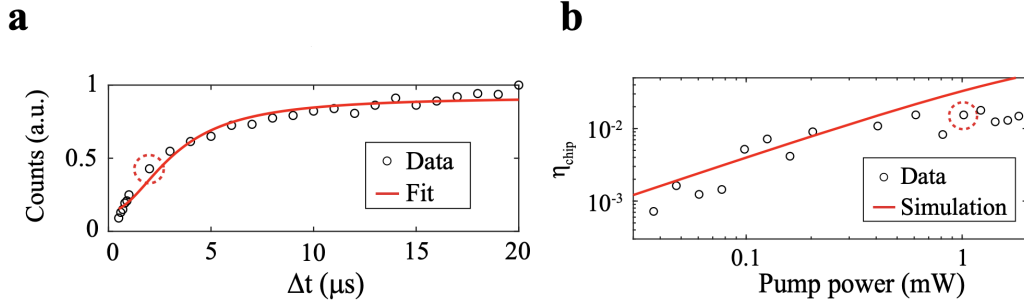 a
Counts (a.u.)
1
0.5
0
0
5
10
15
20
Δt (μs)
Data
Fit
b
ηchip
10-2
10-3
0.1
1
Pump power (mW)
Data
Simulation